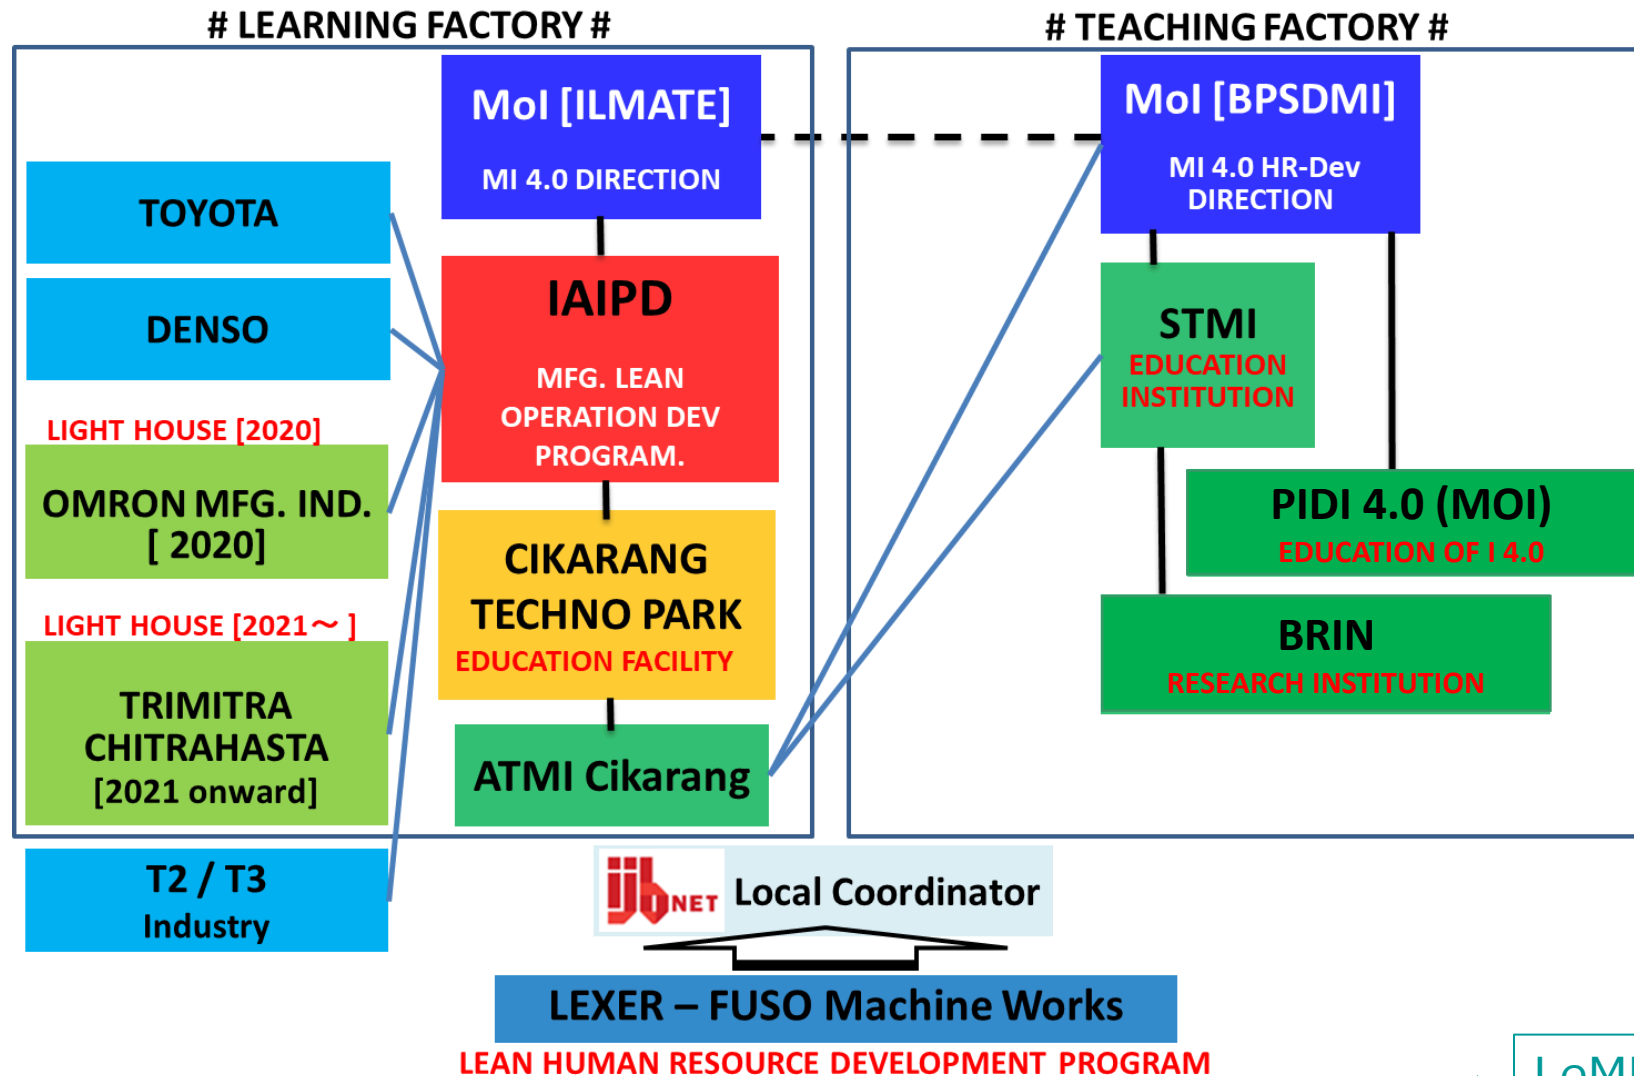 # LEARNING FACTORY #
# TEACHING FACTORY #
MoI [ILMATE]
MI 4.0 DIRECTION
MoI [BPSDMI]
MI 4.0 HR-Dev
DIRECTION
TOYOTA
DENSO
LIGHT HOUSE [2020]
OMRON MFG. IND.
[ 2020]
LIGHT HOUSE [2021～ ]
TRIMITRA
CHITRAHASTA
[2021 onward]
T2 / T3
Industry
IAIPD
MFG. LEAN
OPERATION DEV
PROGRAM.
CIKARANG
TECHNO PARK
EDUCATION FACILITY
ATMI Cikarang
STMI
EDUCATION
INSTITUTION
PIDI 4.0 (MOI)
EDUCATION OF I 4.0
BRIN
RESEARCH INSTITUTION
ijb NET Local Coordinator
LEXER – FUSO Machine Works
LEAN HUMAN RESOURCE DEVELOPMENT PROGRAM